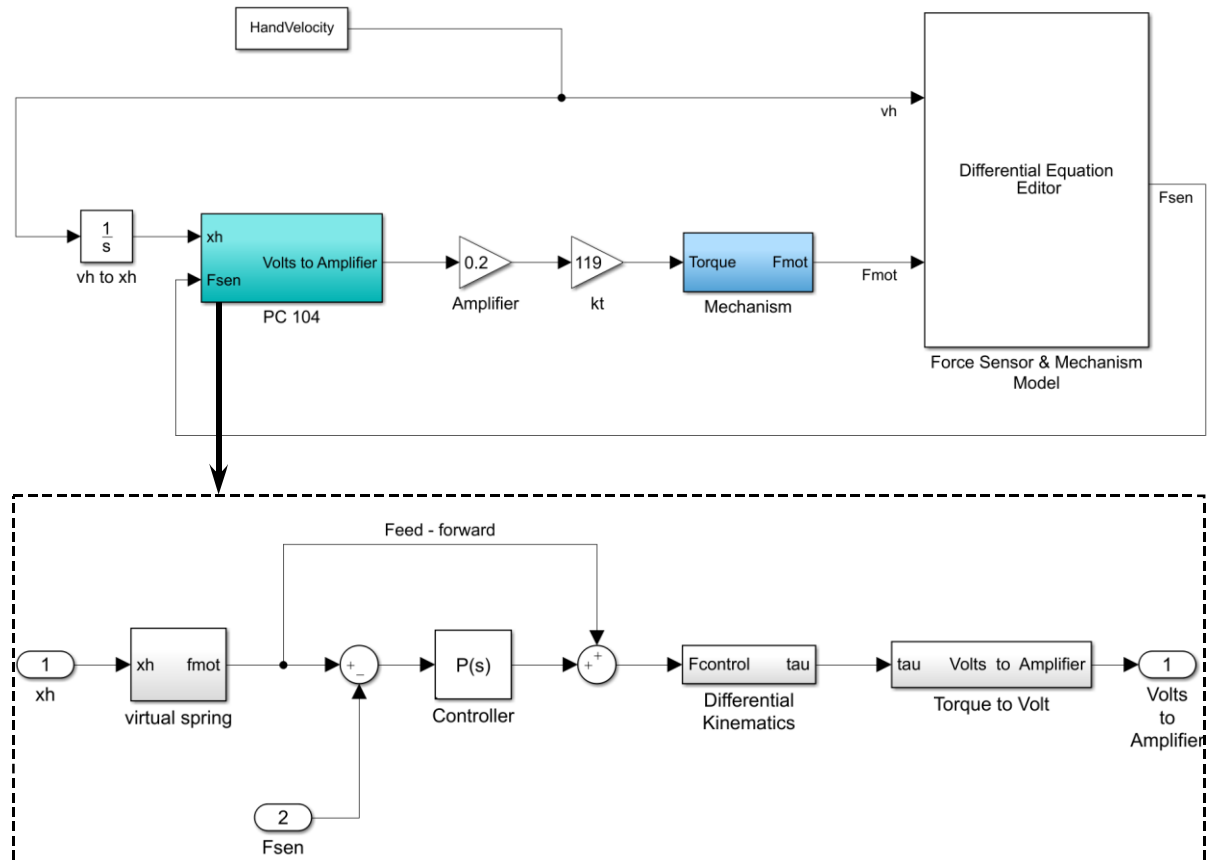 HandVelocity
vh
Differential Equation
Editor
Fsen
1
s
vh to xh
xh
Volts to Amplifier
Fsen
PC 104
0.2
Amplifier
119
kt
Torque Fmot
Mechanism
Fmot
Force Sensor & Mechanism
Model
Feed - forward
1
xh
xh fmot
virtual spring
+
−
P(s)
Controller
+
+
Fcontrol tau
Differential
Kinematics
tau Volts to Amplifier
Torque to Volt
1
Volts
to
Amplifier
2
Fsen